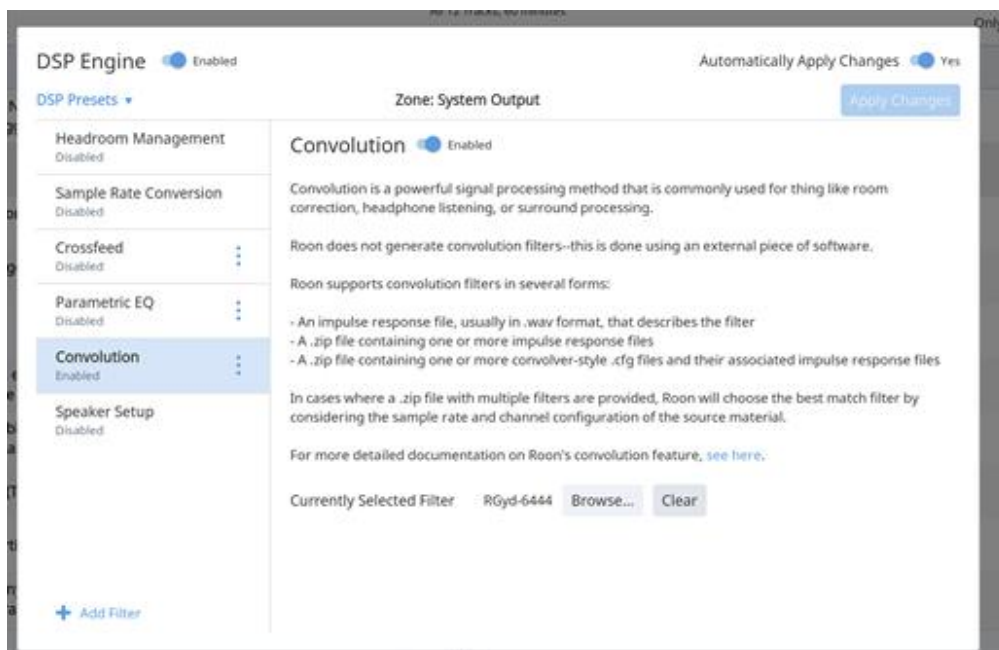 All 12 Tracks, 60 minutes
Only
DSP Engine Enabled
Automatically Apply Changes Yes
DSP Presets
Zone: System Output
Apply Changes
Headroom Management
Disabled
Sample Rate Conversion
Disabled
Crossfeed
Disabled
Parametric EQ
Disabled
Convolution
Enabled
Speaker Setup
Disabled
+ Add Filter
Convolution Enabled
Convolution is a powerful signal processing method that is commonly used for thing like room
correction, headphone listening, or surround processing.
Roon does not generate convolution filters--this is done using an external piece of software.
Roon supports convolution filters in several forms:
- An impulse response file, usually in .wav format, that describes the filter
- A .zip file containing one or more impulse response files
- A .zip file containing one or more convolver-style .cfg files and their associated impulse response files
In cases where a .zip file with multiple filters are provided, Roon will choose the best match filter by
considering the sample rate and channel configuration of the source material.
For more detailed documentation on Roon's convolution feature, see here.
Currently Selected Filter RGyd-6444 Browse... Clear